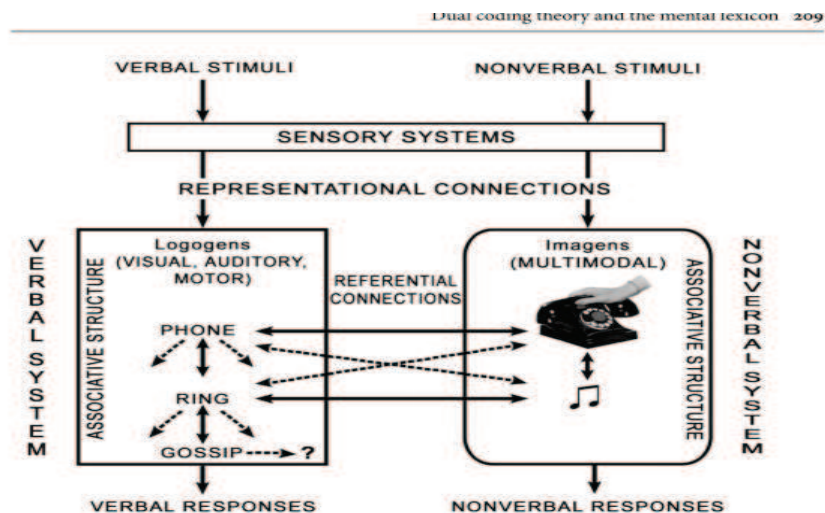 Dual coding theory and the mental lexicon 209
VERBAL STIMULI NONVERBAL STIMULI
SENSORY SYSTEMS
REPRESENTATIONAL CONNECTIONS
VERBAL SYSTEM
ASSOCIATIVE STRUCTURE
Logogens
(VISUAL, AUDITORY,
MOTOR)
PHONE
RING
GOSSIP ?
REFERENTIAL
CONNECTIONS
Imagens
(MULTIMODAL)
ASSOCIATIVE STRUCTURE
NONVERBAL SYSTEM
VERBAL RESPONSES NONVERBAL RESPONSES